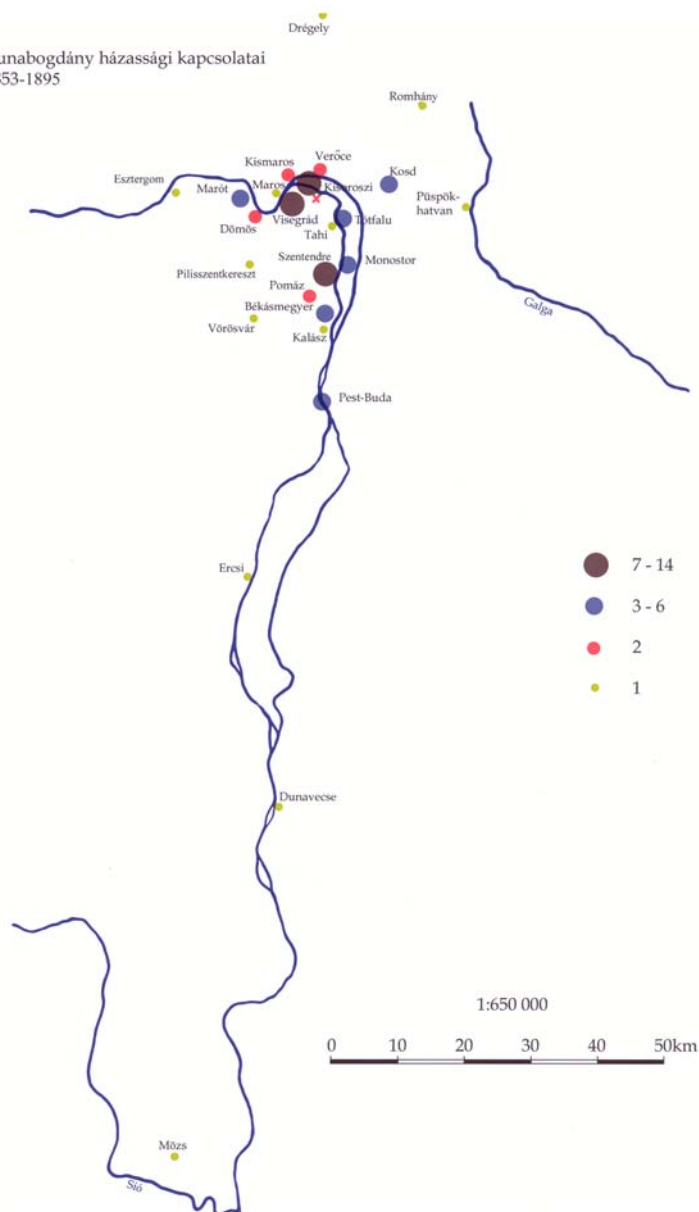 Drégely
unabogdány házassági kapcsolatai
853-1895
Romhány
Verőce
Kismaros
Kosd
Esztergom
Marót
Maros
Kisoroszi
Püspök-
hatvan
Visegrád
Tótfalu
Dömös
Tahi
Szentendre
Monostor
Pilisszentkereszt
Pomáz
Galga
Békásmegyer
Vörösvár
Kalász
Pest-Buda
Ercsi
7 - 14
3 - 6
2
1
Dunavecse
1:650 000
0 10 20 30 40 50km
Mözs
Sió